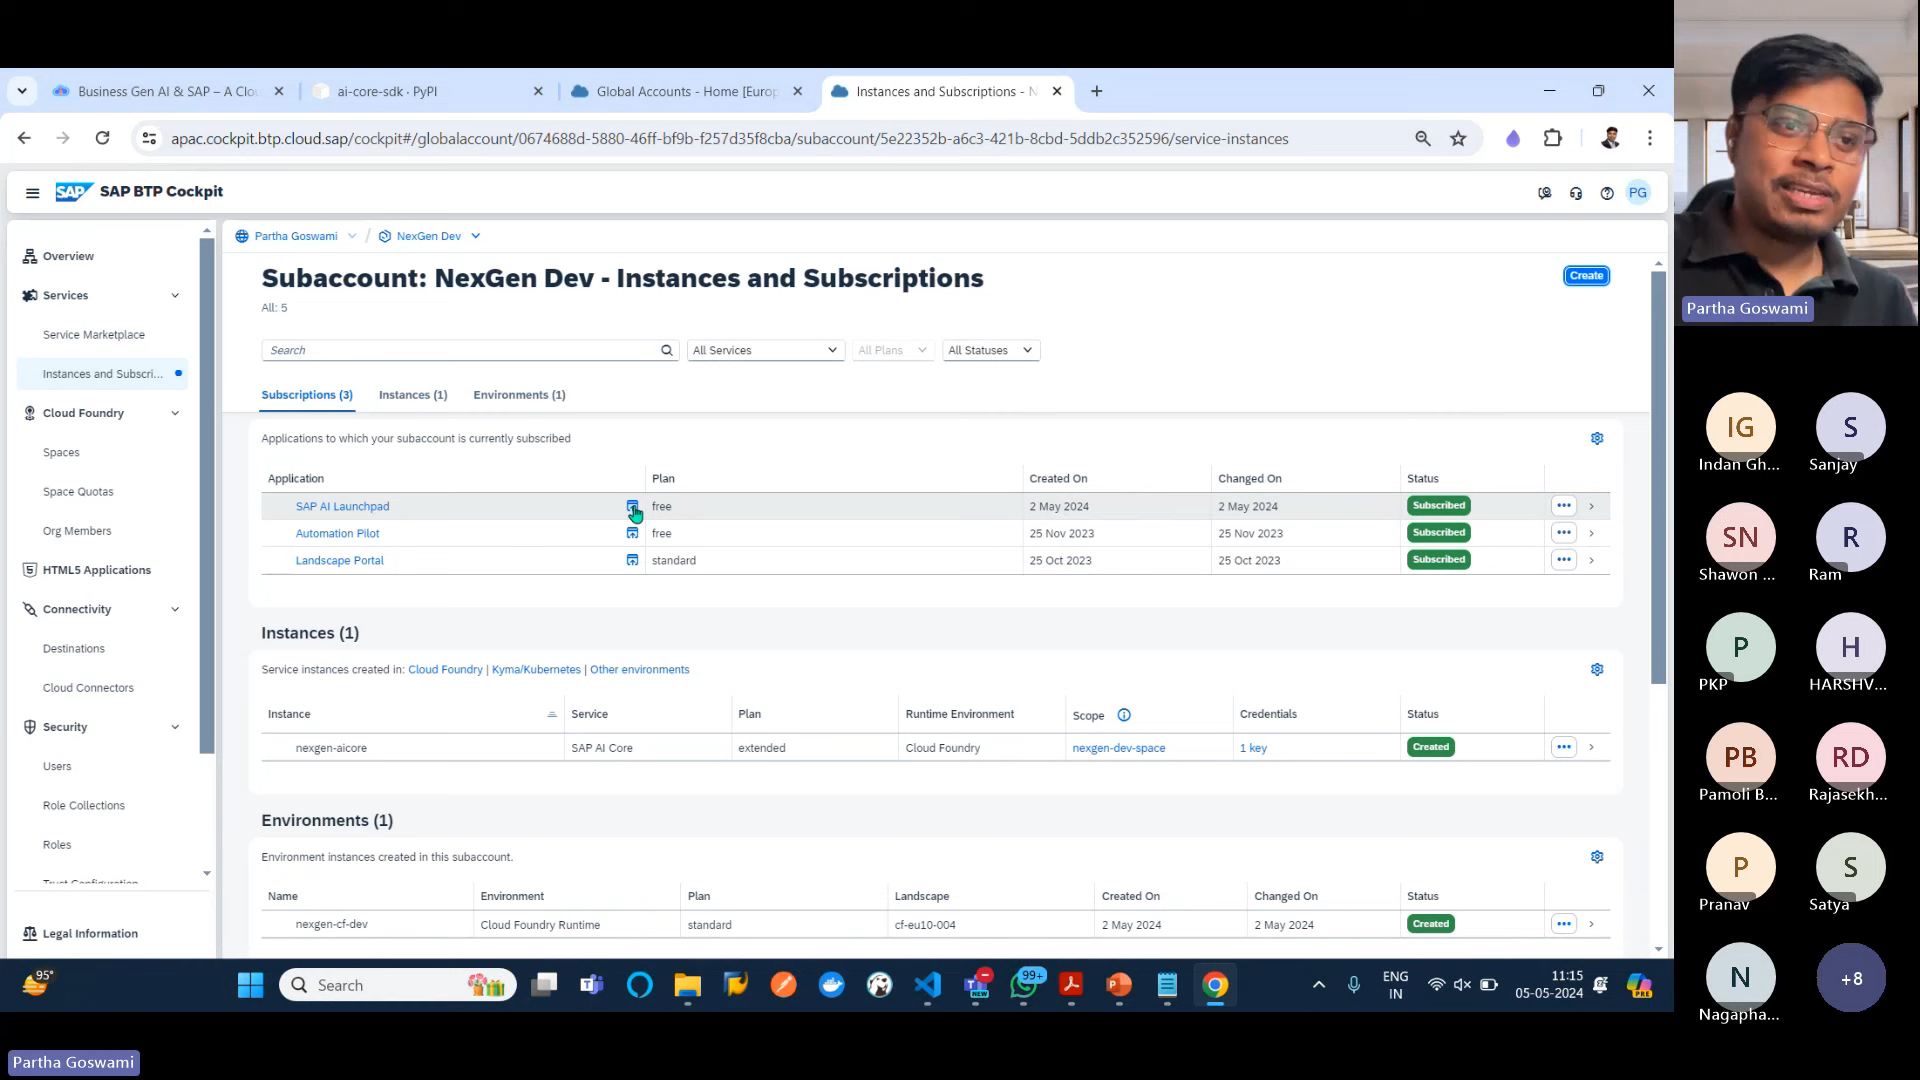 Business Gen AI & SAP – A Clo
ai-core-sdk · PyPI
Global Accounts - Home [Europ
Instances and Subscriptions - N
apac.cockpit.btp.cloud.sap/cockpit#/globalaccount/0674688d-5880-46ff-bf9b-f257d35f8cba/subaccount/5e22352b-a6c3-421b-8cbd-5ddb2c352596/service-instances
SAP SAP BTP Cockpit
PG
Overview
Services
Service Marketplace
Instances and Subscri...
Cloud Foundry
Spaces
Space Quotas
Org Members
HTML5 Applications
Connectivity
Destinations
Cloud Connectors
Security
Users
Role Collections
Roles
Trust Configuration
Legal Information
Partha Goswami / NexGen Dev
Subaccount: NexGen Dev - Instances and Subscriptions
Create
All: 5
Search
All Services
All Plans
All Statuses
Subscriptions (3)
Instances (1)
Environments (1)
Applications to which your subaccount is currently subscribed
Application Plan Created On Changed On Status
SAP AI Launchpad free 2 May 2024 2 May 2024 Subscribed
Automation Pilot free 25 Nov 2023 25 Nov 2023 Subscribed
Landscape Portal standard 25 Oct 2023 25 Oct 2023 Subscribed
Instances (1)
Service instances created in: Cloud Foundry | Kyma/Kubernetes | Other environments
Instance Service Plan Runtime Environment Scope Credentials Status
nexgen-aicore SAP AI Core extended Cloud Foundry nexgen-dev-space 1 key Created
Environments (1)
Environment instances created in this subaccount.
Name Environment Plan Landscape Created On Changed On Status
nexgen-cf-dev Cloud Foundry Runtime standard cf-eu10-004 2 May 2024 2 May 2024 Created
95°
Search
NEW
99+
ENG
IN
11:15
05-05-2024
PRE
Partha Goswami
Partha Goswami
IG
Indan Gh...
S
Sanjay
SN
Shawon ...
R
Ram
P
PKP
H
HARSHV...
PB
Pamoli B...
RD
Rajasekh...
P
Pranav
S
Satya
N
Nagapha...
+8